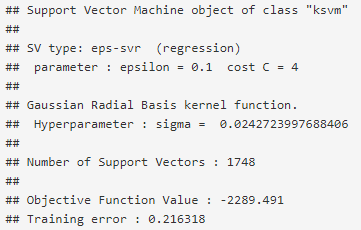 ## Support Vector Machine object of class "ksvm"
##
## SV type: eps-svr  (regression)
##  parameter : epsilon = 0.1  cost C = 4
##
## Gaussian Radial Basis kernel function.
##  Hyperparameter : sigma =  0.0242723997688406
##
## Number of Support Vectors : 1748
##
## Objective Function Value : -2289.491
## Training error : 0.216318